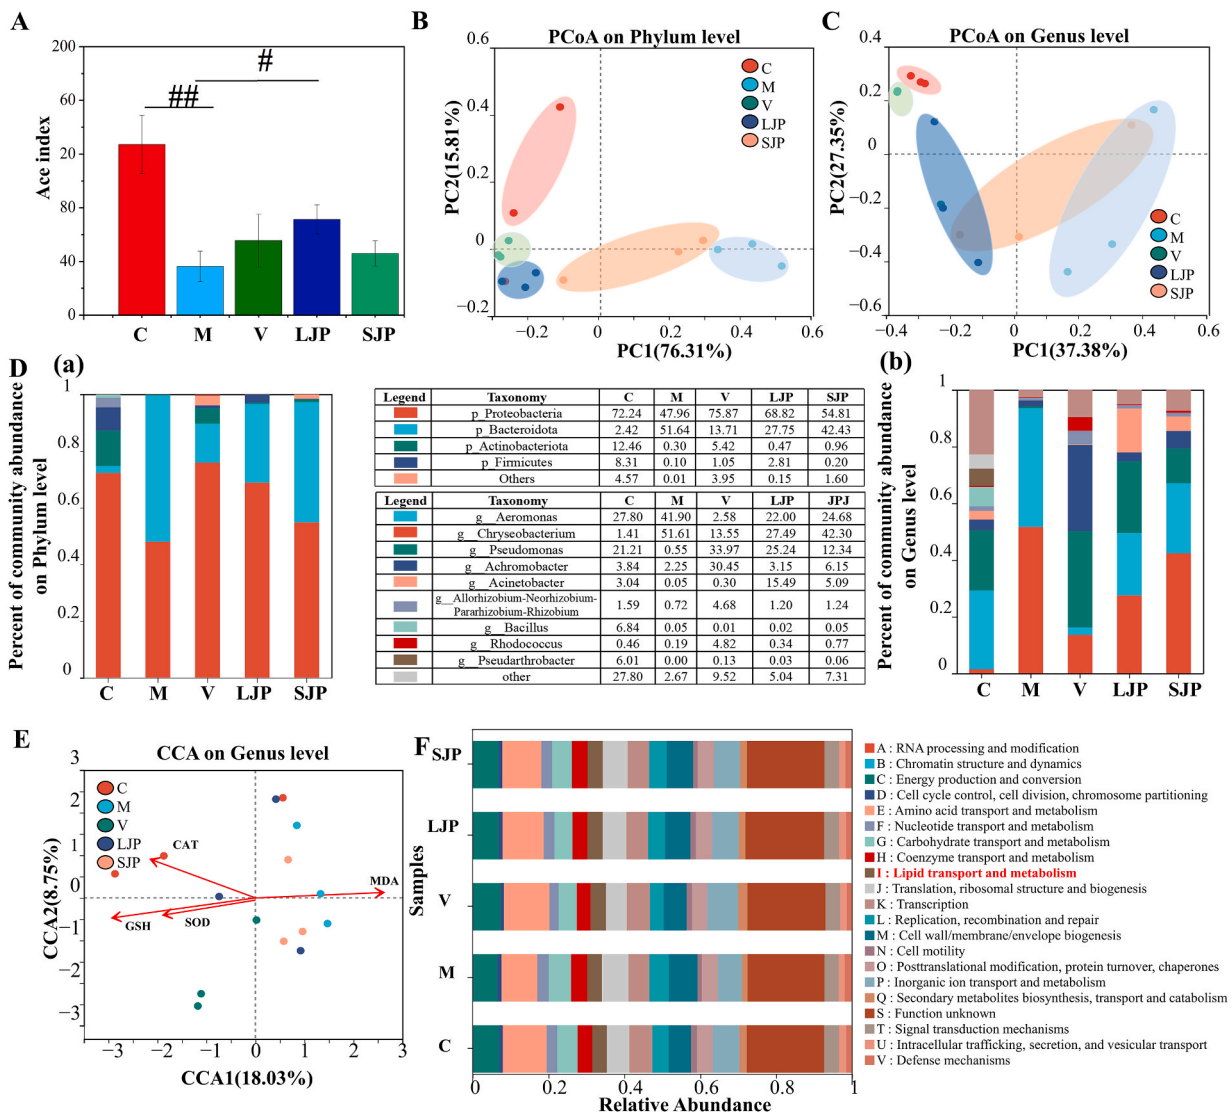 A
Ace index
200
60
20
80
40
0
##
#
C M V LJP SJP
B
PCoA on Phylum level
PC2(15.81%)
0.6
0.4
0.2
0
−0.2
C
M
V
LJP
SJP
−0.2 0 0.2 0.4 0.6
PC1(76.31%)
C
PCoA on Genus level
PC2(27.35%)
0.4
0.2
0
−0.2
−0.4
−0.6
C
M
V
LJP
SJP
−0.4 −0.2 0 0.2 0.4 0.6
PC1(37.38%)
D
(a)
Percent of community abundance
on Phylum level
1
0.8
0.6
0.4
0.2
0
C M V LJP SJP
Legend Taxonomy C M V LJP SJP
p_Proteobacteria 72.24 47.96 75.87 68.82 54.81
p_Bacteroidota 2.42 51.64 13.71 27.75 42.43
p_Actinobacteriota 12.46 0.30 5.42 0.47 0.96
p_Firmicutes 8.31 0.10 1.05 2.81 0.20
Others 4.57 0.01 3.95 0.15 1.60
Legend Taxonomy C M V LJP JPJ
g__Aeromonas 27.80 41.90 2.58 22.00 24.68
g__Chryseobacterium 1.41 51.61 13.55 27.49 42.30
g__Pseudomonas 21.21 0.55 33.97 25.24 12.34
g__Achromobacter 3.84 2.25 30.45 3.15 6.15
g__Acinetobacter 3.04 0.05 0.30 15.49 5.09
g__Allorhizobium-Neorhizobium-
Pararhizobium-Rhizobium 1.59 0.72 4.68 1.20 1.24
g__Bacillus 6.84 0.05 0.01 0.02 0.05
g__Rhodococcus 0.46 0.19 4.82 0.34 0.77
g__Pseudarthrobacter 6.01 0.00 0.13 0.03 0.06
other 27.80 2.67 9.52 5.04 7.31
(b)
Percent of community abundance
on Genus level
1
0.8
0.6
0.4
0.2
0
C M V LJP SJP
E
CCA on Genus level
CCA2(8.75%)
3
2
1
0
−1
−2
−3
C
M
V
LJP
SJP
CAT
MDA
GSH
SOD
−3 −2 −1 0 1 2 3
CCA1(18.03%)
F
Samples
SJP
LJP
V
M
C
0 0.2 0.4 0.6 0.8 1
Relative Abundance
A : RNA processing and modification
B : Chromatin structure and dynamics
C : Energy production and conversion
D : Cell cycle control, cell division, chromosome partitioning
E : Amino acid transport and metabolism
F : Nucleotide transport and metabolism
G : Carbohydrate transport and metabolism
H : Coenzyme transport and metabolism
I : Lipid transport and metabolism
J : Translation, ribosomal structure and biogenesis
K : Transcription
L : Replication, recombination and repair
M : Cell wall/membrane/envelope biogenesis
N : Cell motility
O : Posttranslational modification, protein turnover, chaperones
P : Inorganic ion transport and metabolism
Q : Secondary metabolites biosynthesis, transport and catabolism
S : Function unknown
T : Signal transduction mechanisms
U : Intracellular trafficking, secretion, and vesicular transport
V : Defense mechanisms